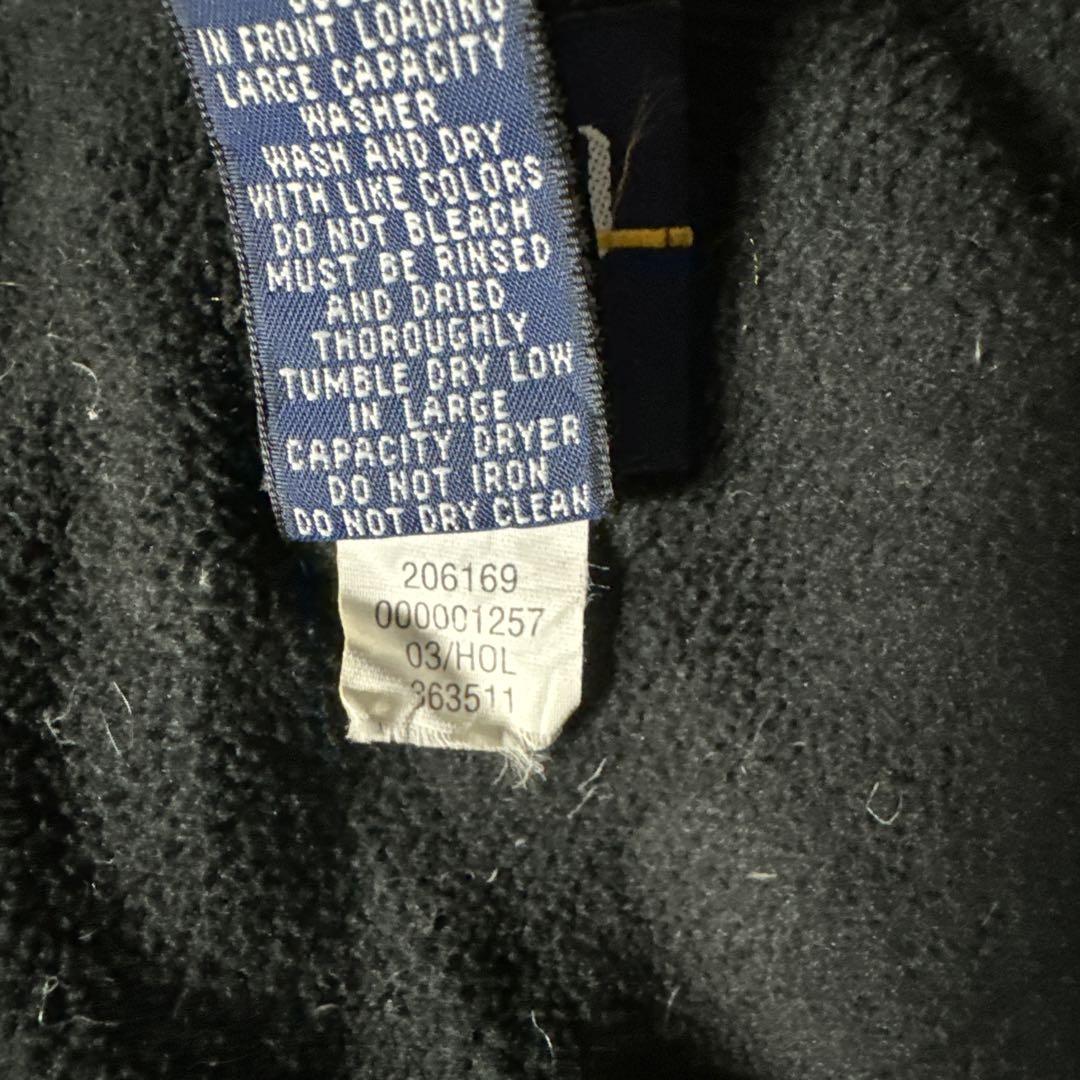 IN FRONT LOADING
LARGE CAPACITY
WASHER
WASH AND DRY
WITH LIKE COLORS
DO NOT BLEACH
MUST BE RINSED
AND DRIED
THOROUGHLY
TUMBLE DRY LOW
IN LARGE
CAPACITY DRYER
DO NOT IRON
DO NOT DRY CLEAN
206169
000001257
03/HOL
363511